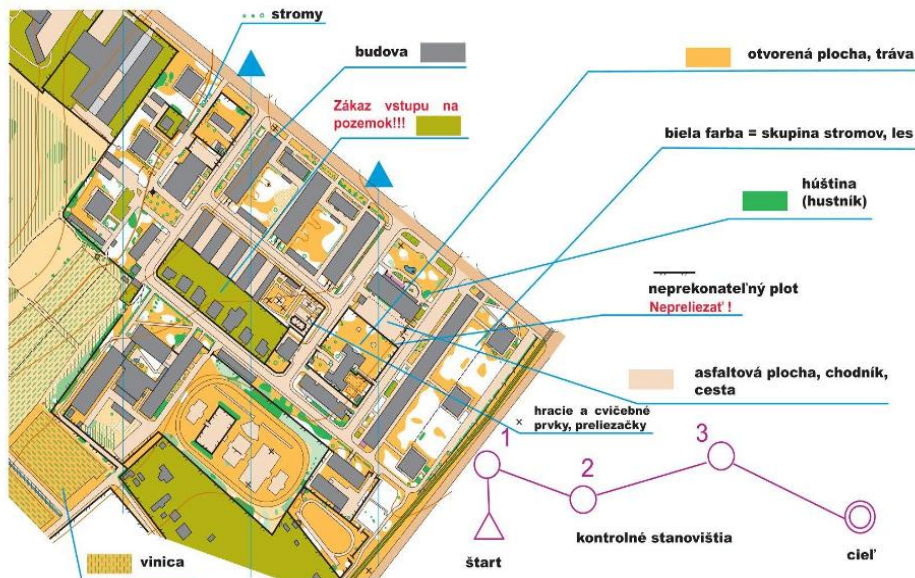 stromy
budova
Zákaz vstupu na
pozemok!!!
otvorená plocha, tráva
biela farba = skupina stromov, les
húština
(hustník)
neprekonateľný plot
Nepreliezať !
asfaltová plocha, chodník,
cesta
hracie a cvičebné
prvky, preliezačky
1
2
3
štart
kontrolné stanovištia
cieľ
vinica